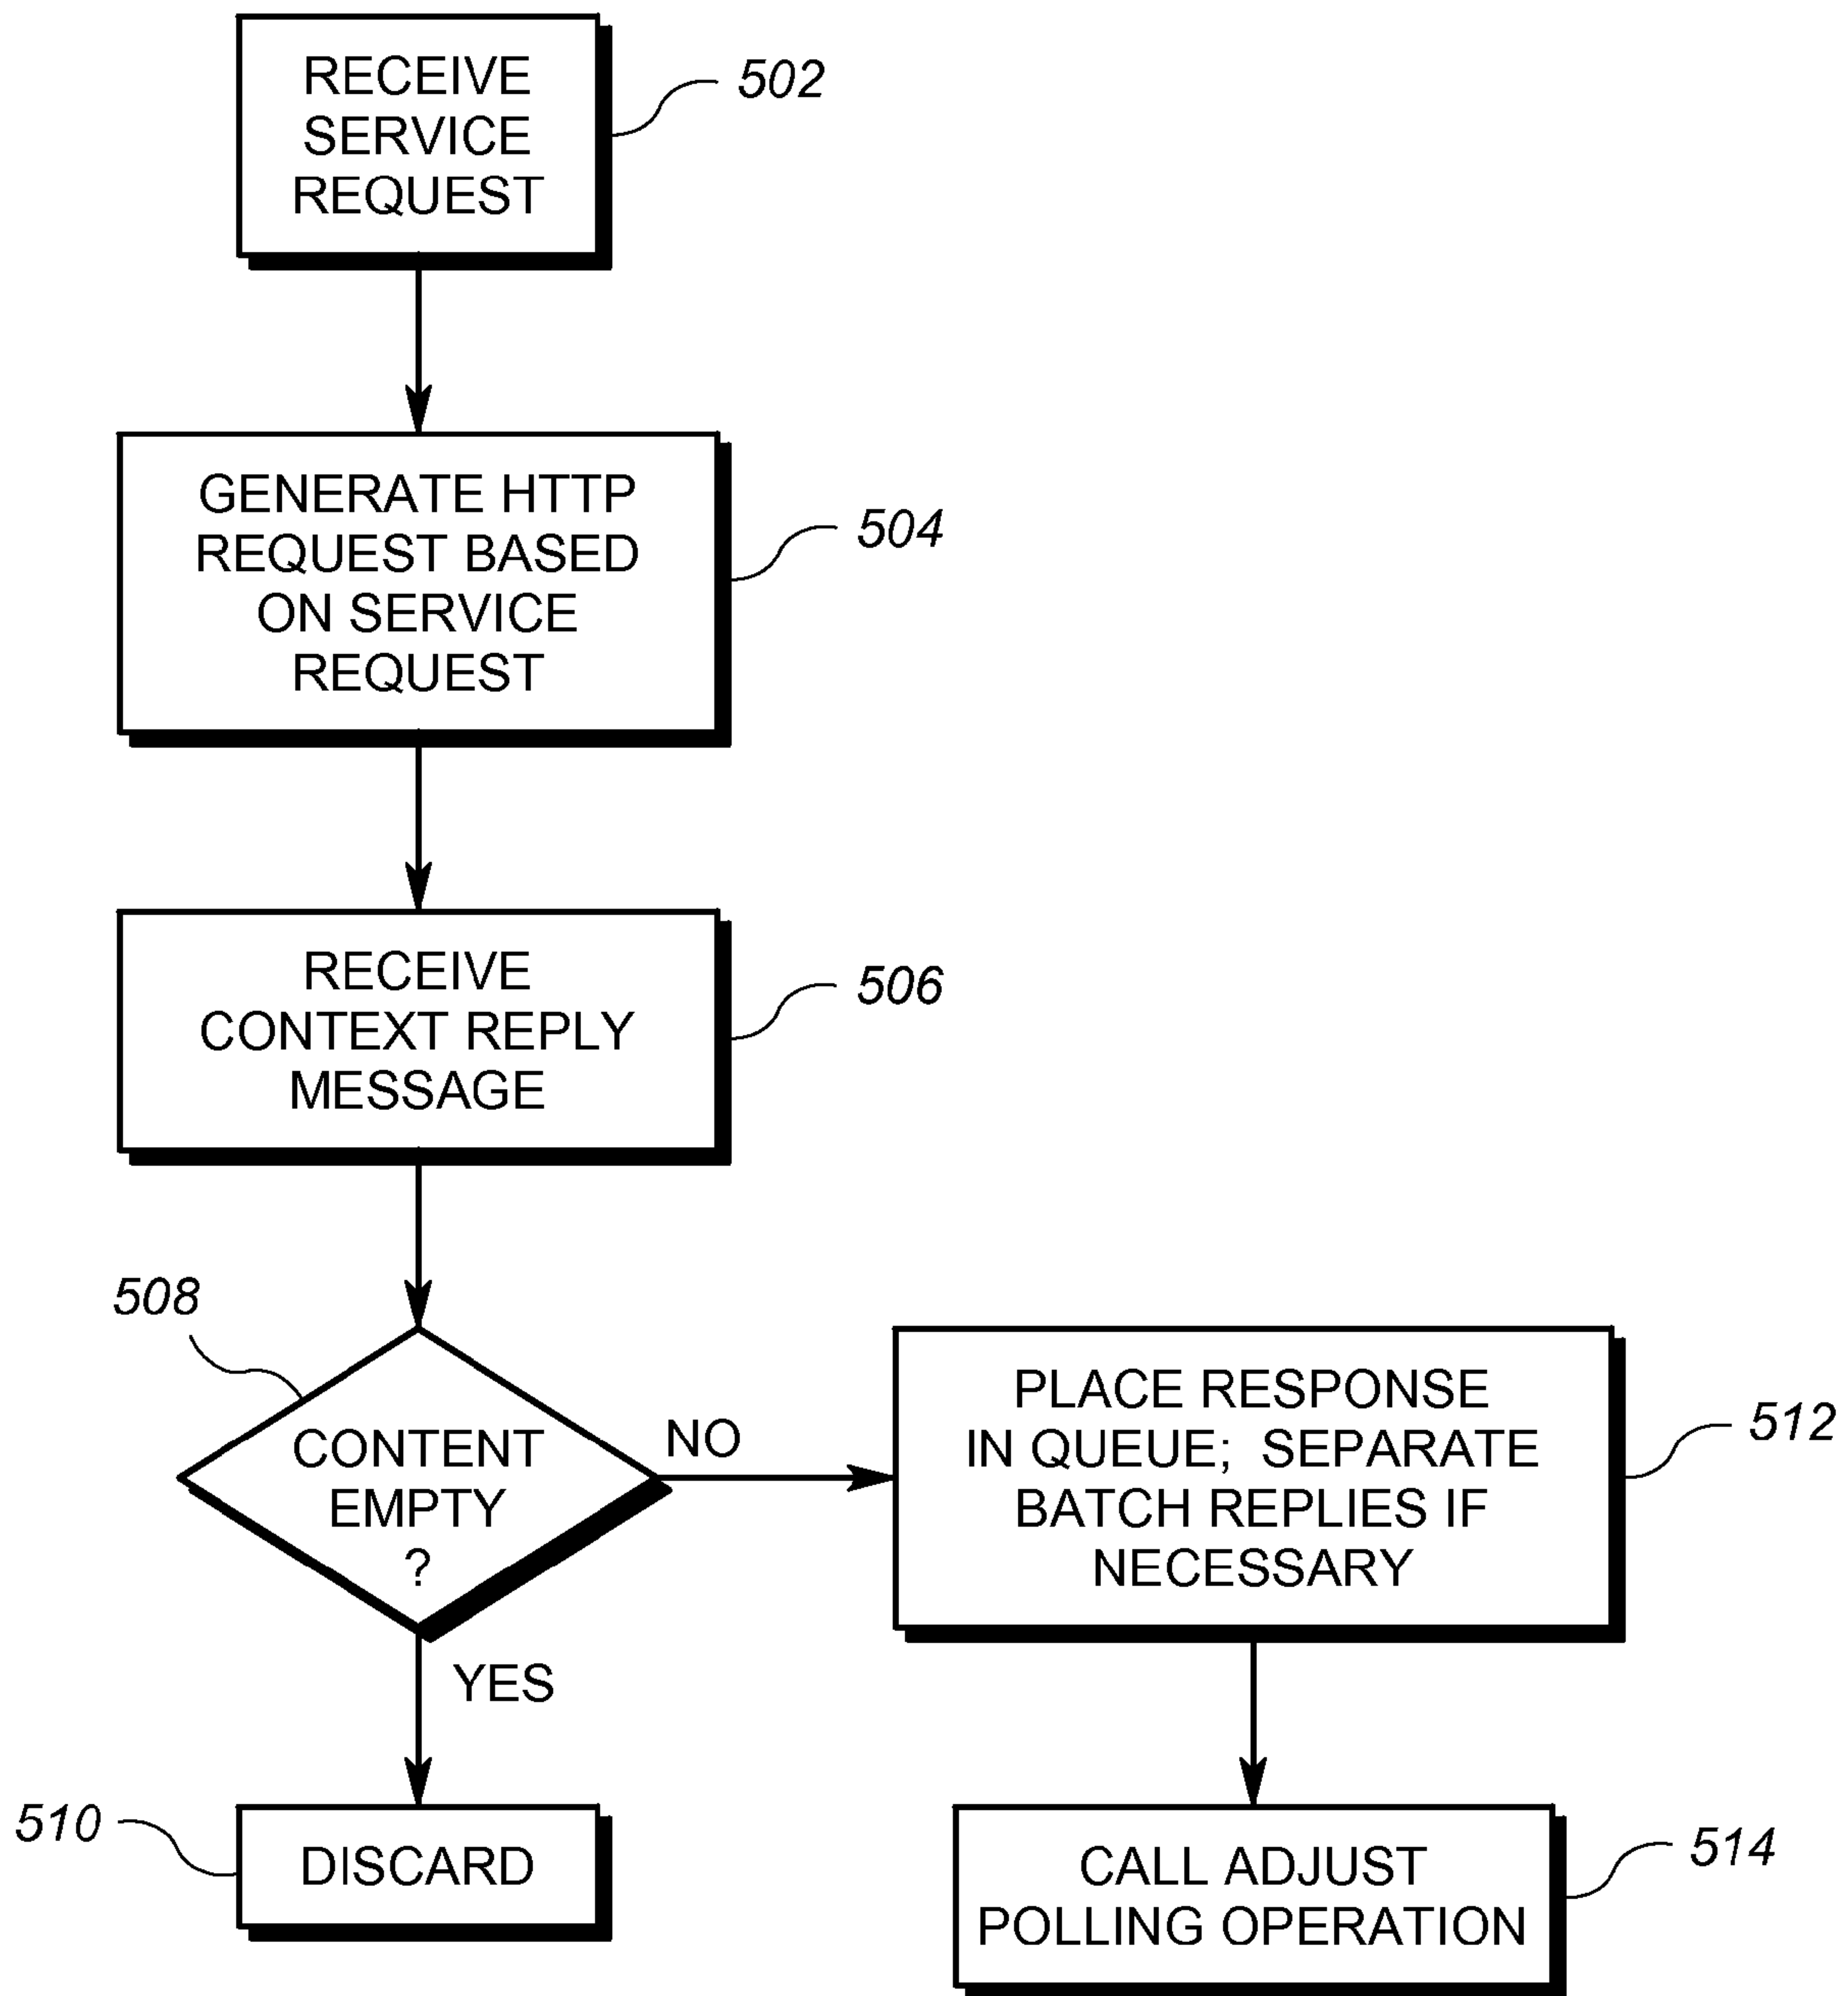 RECEIVE
SERVICE
REQUEST
502
GENERATE HTTP
REQUEST BASED
ON SERVICE
REQUEST
504
RECEIVE
CONTEXT REPLY
MESSAGE
506
508
CONTENT
EMPTY
?
NO
YES
PLACE RESPONSE
IN QUEUE; SEPARATE
BATCH REPLIES IF
NECESSARY
512
510
DISCARD
CALL ADJUST
POLLING OPERATION
514